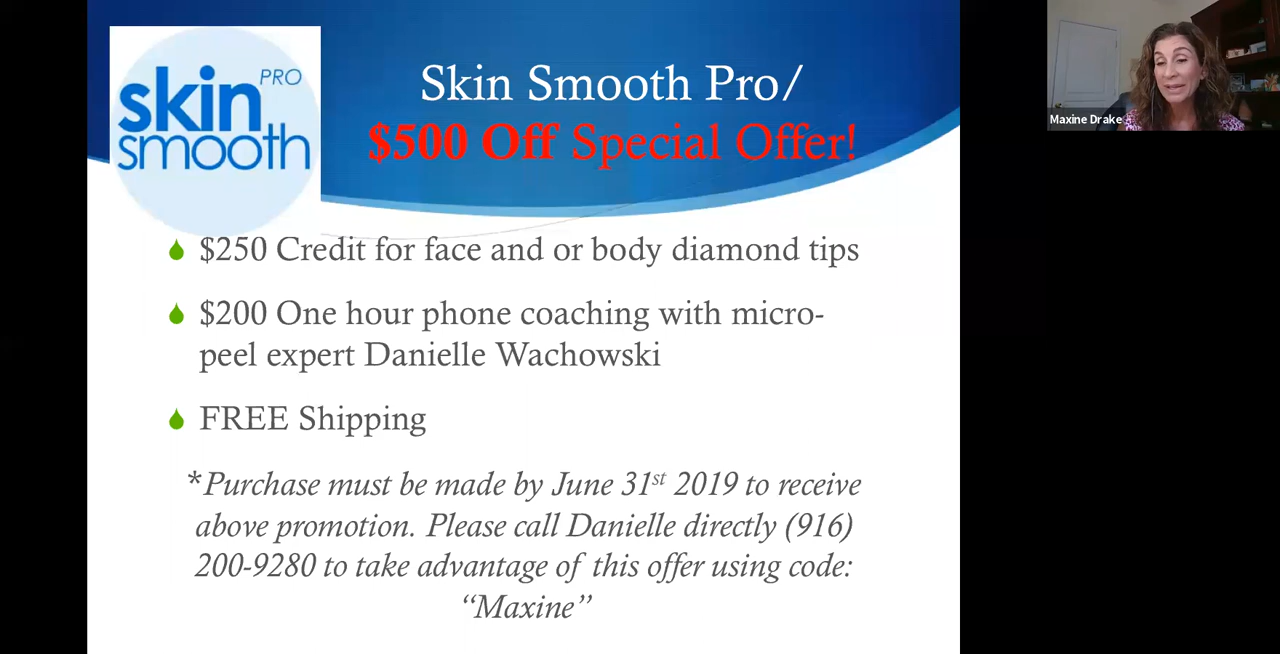 skin PRO
smooth
Skin Smooth Pro/
$500 Off Special Offer!
Maxine Drake
$250 Credit for face and or body diamond tips
$200 One hour phone coaching with micro-
peel expert Danielle Wachowski
FREE Shipping
*Purchase must be made by June 31st 2019 to receive
above promotion. Please call Danielle directly (916)
200-9280 to take advantage of this offer using code:
“Maxine”